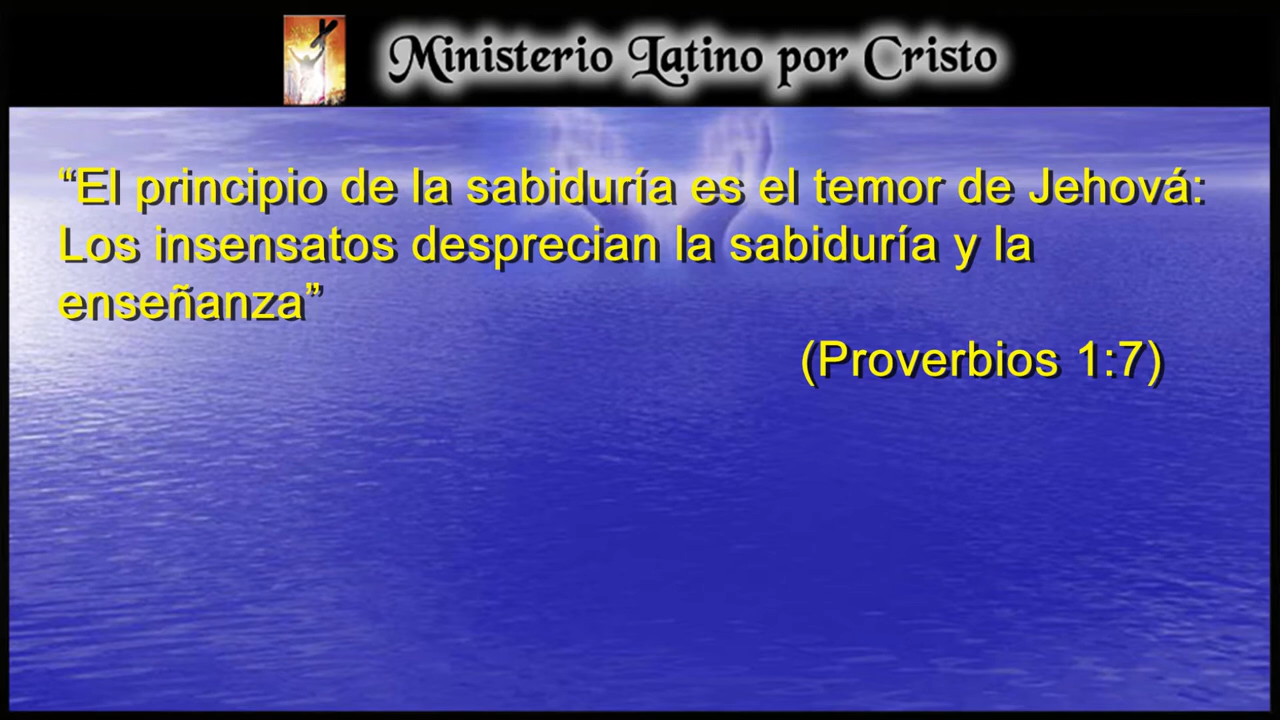 Ministerio Latino por Cristo
“El principio de la sabiduría es el temor de Jehová:
Los insensatos desprecian la sabiduría y la
enseñanza”
(Proverbios 1:7)